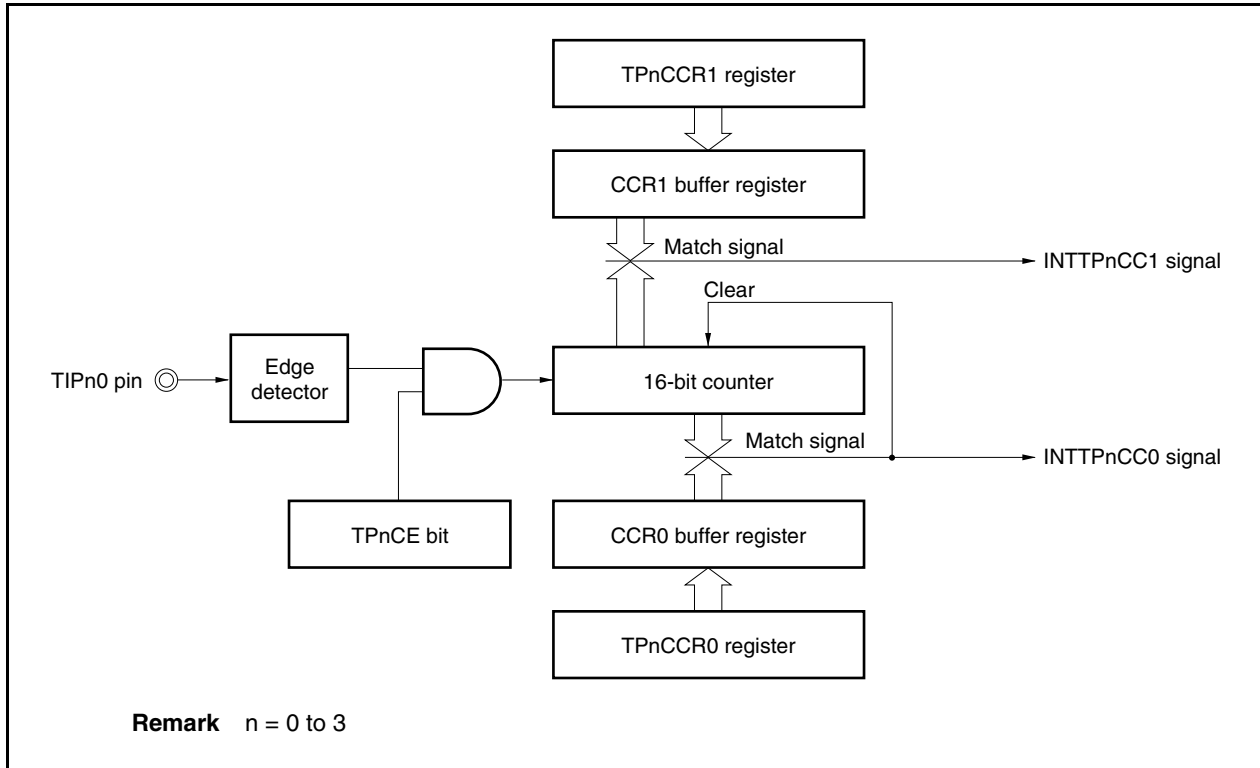 TPnCCR1 register
CCR1 buffer register
Match signal
INTTPnCC1 signal
Clear
TIPn0 pin
Edge
detector
16-bit counter
Match signal
INTTPnCC0 signal
TPnCE bit
CCR0 buffer register
TPnCCR0 register
Remark n = 0 to 3